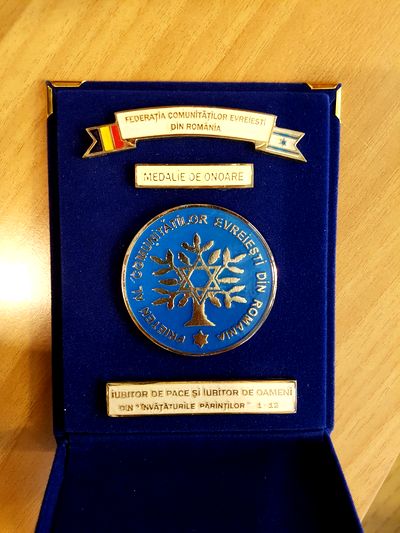 FEDERAȚIA COMUNITĂȚILOR EVREIEȘTI
DIN ROMÂNIA
MEDALIE DE ONOARE
PRIETEN AL COMUNITĂȚILOR EVREIEȘTI DIN ROMANIA
IUBITOR DE PACE ȘI IUBITOR DE OAMENI
DIN "ÎNVĂȚĂTURILE PĂRINȚILOR" 1-12